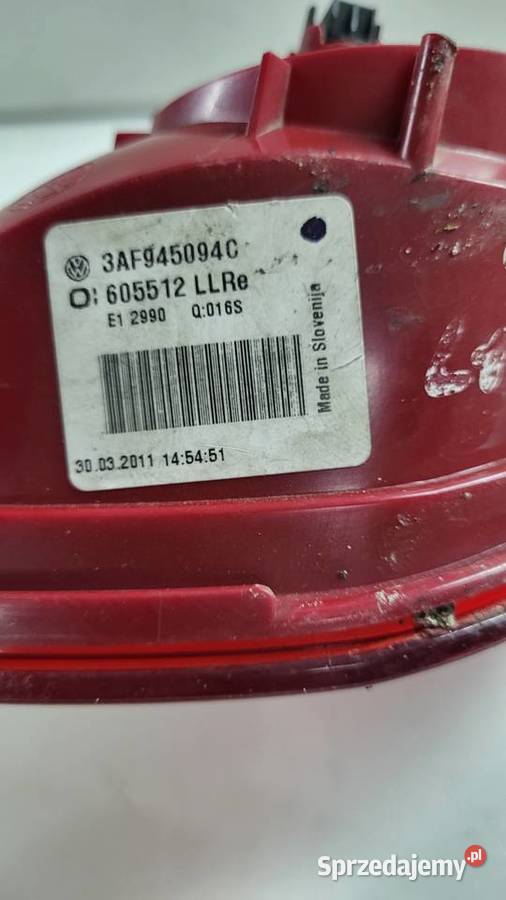 3AF945094C
O: 605512 LLRe
E1 2990 Q:016S
Made in Slovenija
30.03.2011 14:54:51
Sprzedajemy.pl